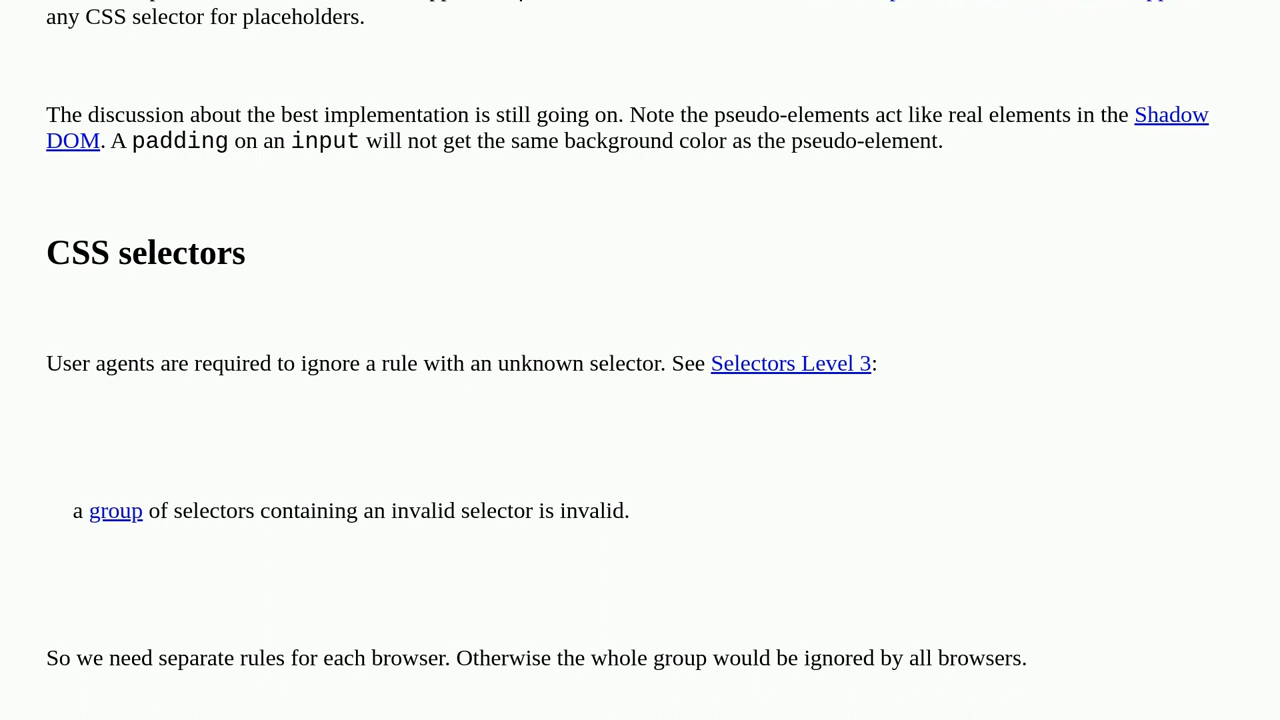 any CSS selector for placeholders.
The discussion about the best implementation is still going on. Note the pseudo-elements act like real elements in the Shadow
DOM. A padding on an input will not get the same background color as the pseudo-element.
CSS selectors
User agents are required to ignore a rule with an unknown selector. See Selectors Level 3:
a group of selectors containing an invalid selector is invalid.
So we need separate rules for each browser. Otherwise the whole group would be ignored by all browsers.